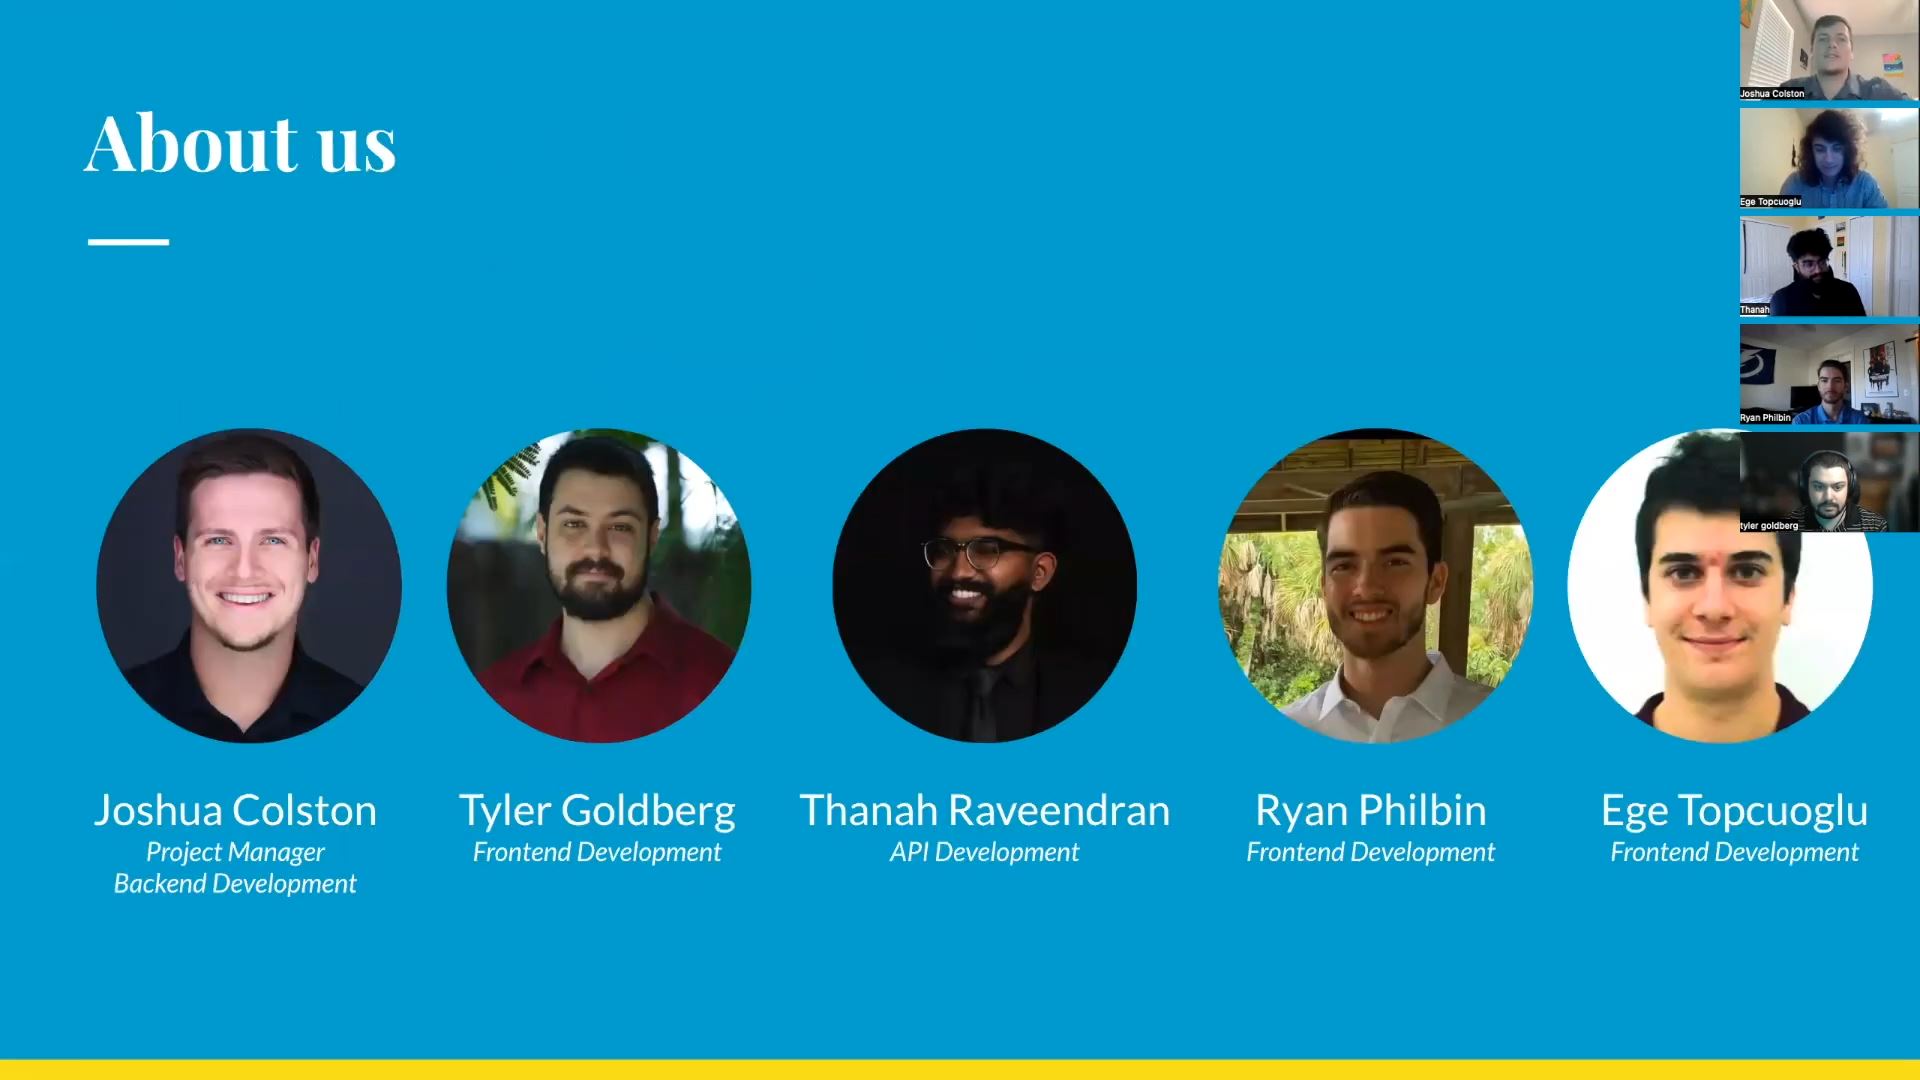 About us
Joshua Colston
Ege Topcuoglu
Thanah
Ryan Philbin
tyler goldberg
Joshua Colston
Project Manager
Backend Development
Tyler Goldberg
Frontend Development
Thanah Raveendran
API Development
Ryan Philbin
Frontend Development
Ege Topcuoglu
Frontend Development